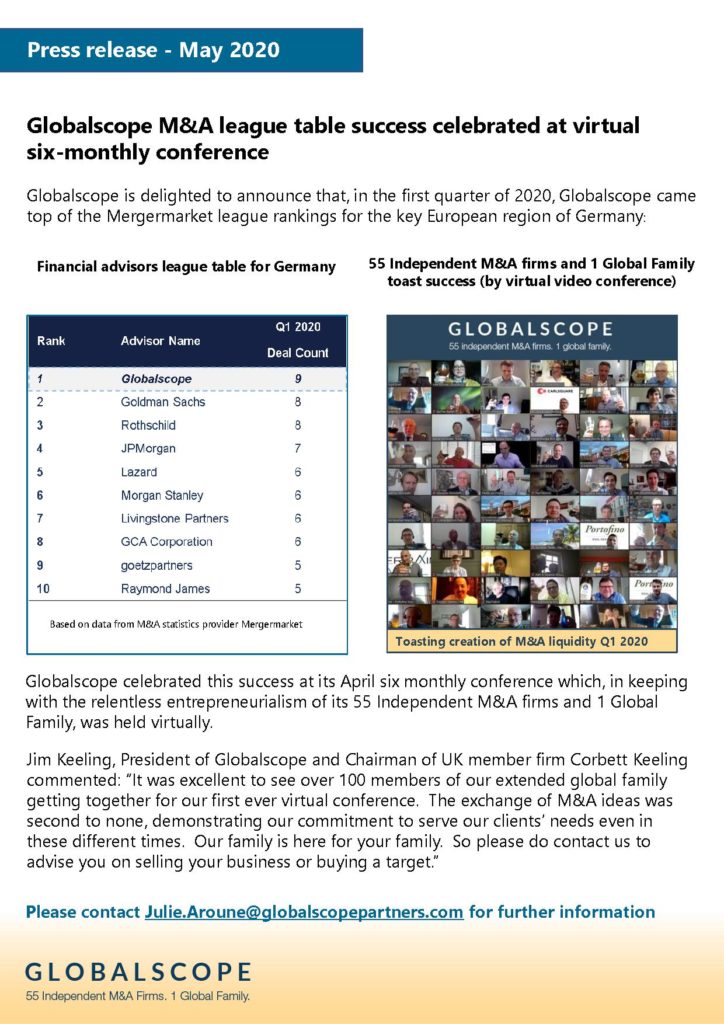 Press release - May 2020
Globalscope M&A league table success celebrated at virtual
six-monthly conference
Globalscope is delighted to announce that, in the first quarter of 2020, Globalscope came
top of the Mergermarket league rankings for the key European region of Germany:
Financial advisors league table for Germany
Rank Advisor Name Q1 2020 Deal Count
1 Globalscope 9
2 Goldman Sachs 8
3 Rothschild 8
4 JPMorgan 7
5 Lazard 6
6 Morgan Stanley 6
7 Livingstone Partners 6
8 GCA Corporation 6
9 goetzpartners 5
10 Raymond James 5
Based on data from M&A statistics provider Mergermarket
55 Independent M&A firms and 1 Global Family
toast success (by virtual video conference)
GLOBALSCOPE
55 independent M&A firms. 1 global family.
CARLSQUARE
Portofino
Toasting creation of M&A liquidity Q1 2020
Globalscope celebrated this success at its April six monthly conference which, in keeping
with the relentless entrepreneurialism of its 55 Independent M&A firms and 1 Global
Family, was held virtually.
Jim Keeling, President of Globalscope and Chairman of UK member firm Corbett Keeling
commented: “It was excellent to see over 100 members of our extended global family
getting together for our first ever virtual conference.  The exchange of M&A ideas was
second to none, demonstrating our commitment to serve our clients’ needs even in
these different times.  Our family is here for your family.  So please do contact us to
advise you on selling your business or buying a target.”
Please contact Julie.Aroune@globalscopepartners.com for further information
GLOBALSCOPE
55 Independent M&A Firms. 1 Global Family.